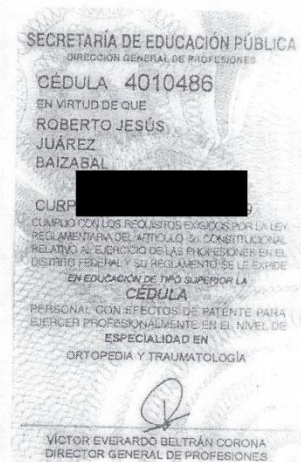 SECRETARÍA DE EDUCACIÓN PÚBLICA
DIRECCIÓN GENERAL DE PROFESIONES
CÉDULA 4010486
EN VIRTUD DE QUE
ROBERTO JESÚS
JUÁREZ
BAIZABAL
CURP
CUMPLIÓ CON LOS REQUISITOS EXIGIDOS POR LA LEY
REGLAMENTARIA DEL ARTÍCULO 5o. CONSTITUCIONAL
RELATIVO AL EJERCICIO DE LAS PROFESIONES EN EL
DISTRITO FEDERAL Y SU REGLAMENTO SE LE EXPIDE
EN EDUCACIÓN DE TIPO SUPERIOR LA
CÉDULA
PERSONAL CON EFECTOS DE PATENTE PARA
EJERCER PROFESIONALMENTE EN EL NIVEL DE
ESPECIALIDAD EN
ORTOPEDIA Y TRAUMATOLOGÍA
VÍCTOR EVERARDO BELTRÁN CORONA
DIRECTOR GENERAL DE PROFESIONES